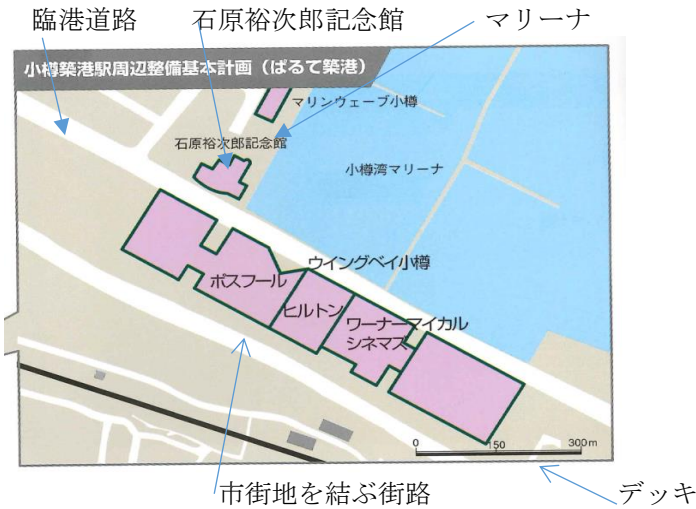 臨港道路
石原裕次郎記念館
マリーナ
小樽築港駅周辺整備基本計画(ぱるて築港)
マリンウェーブ小樽
石原裕次郎記念館
小樽湾マリーナ
ウイングベイ小樽
ポスフール
ヒルトン
ワーナーマイカル
シネマズ
0 150 300m
市街地を結ぶ街路
デッキ